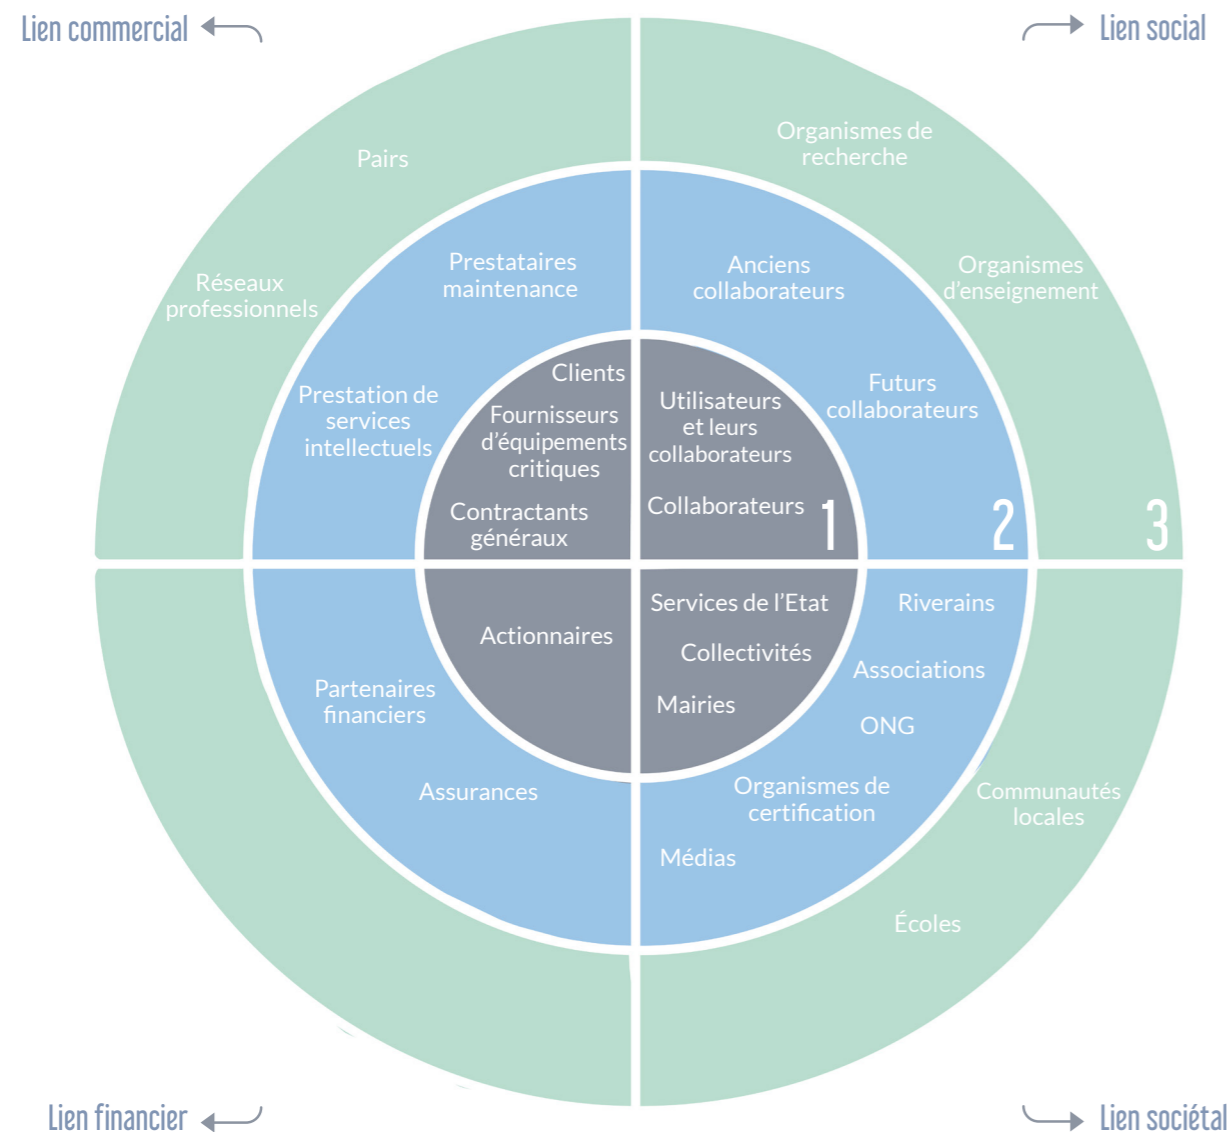 Lien commercial
Lien social
Pairs
Réseaux
professionnels
Prestataires
maintenance
Prestation de
services
intellectuels
Clients
Fournisseurs
d’équipements
critiques
Contractants
généraux
Organismes de
recherche
Organismes
d’enseignement
Anciens
collaborateurs
Futurs
collaborateurs
Utilisateurs
et leurs
collaborateurs
Collaborateurs
1
2
3
Actionnaires
Partenaires
financiers
Assurances
Services de l’Etat
Collectivités
Mairies
Riverains
Associations
ONG
Organismes de
certification
Médias
Communautés
locales
Écoles
Lien financier
Lien sociétal